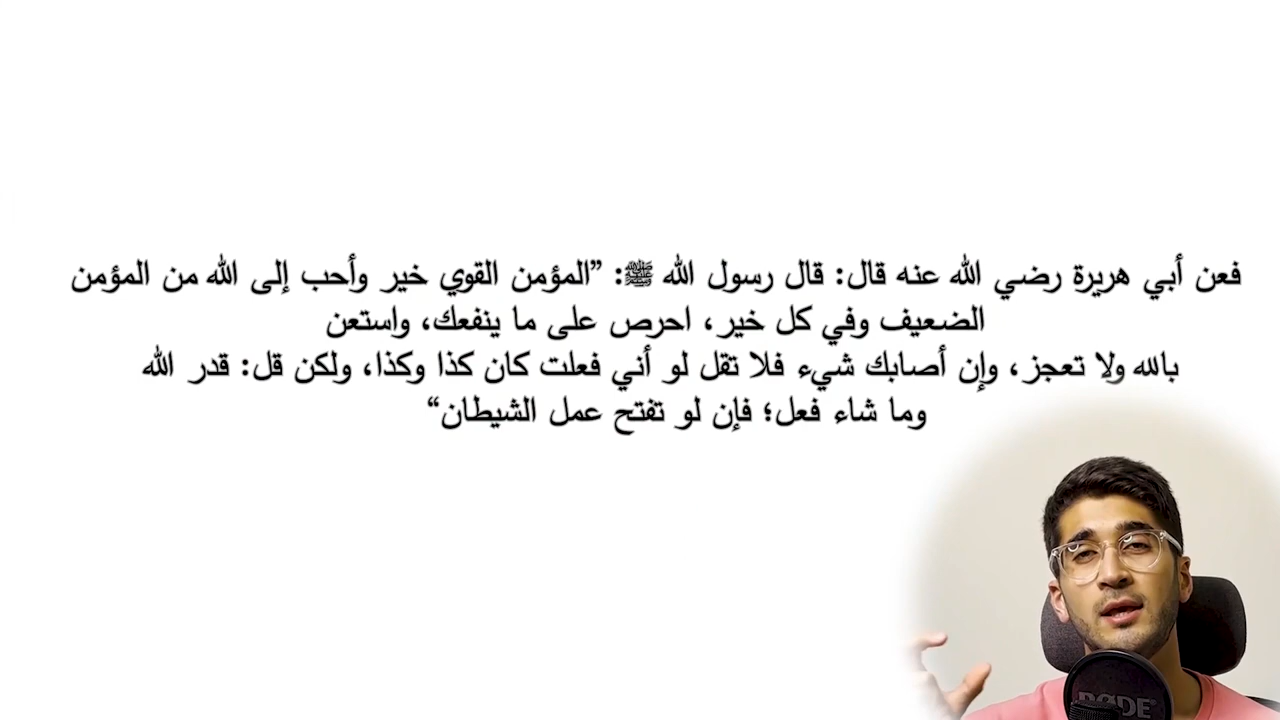 فعن أبي هريرة رضي الله عنه قال: قال رسول الله ﷺ: ”المؤمن القوي خير وأحب إلى الله من المؤمن
الضعيف وفي كل خير، احرص على ما ينفعك، واستعن
بالله ولا تعجز، وإن أصابك شيء فلا تقل لو أني فعلت كان كذا وكذا، ولكن قل: قدر الله
وما شاء فعل؛ فإن لو تفتح عمل الشيطان“
RØDE